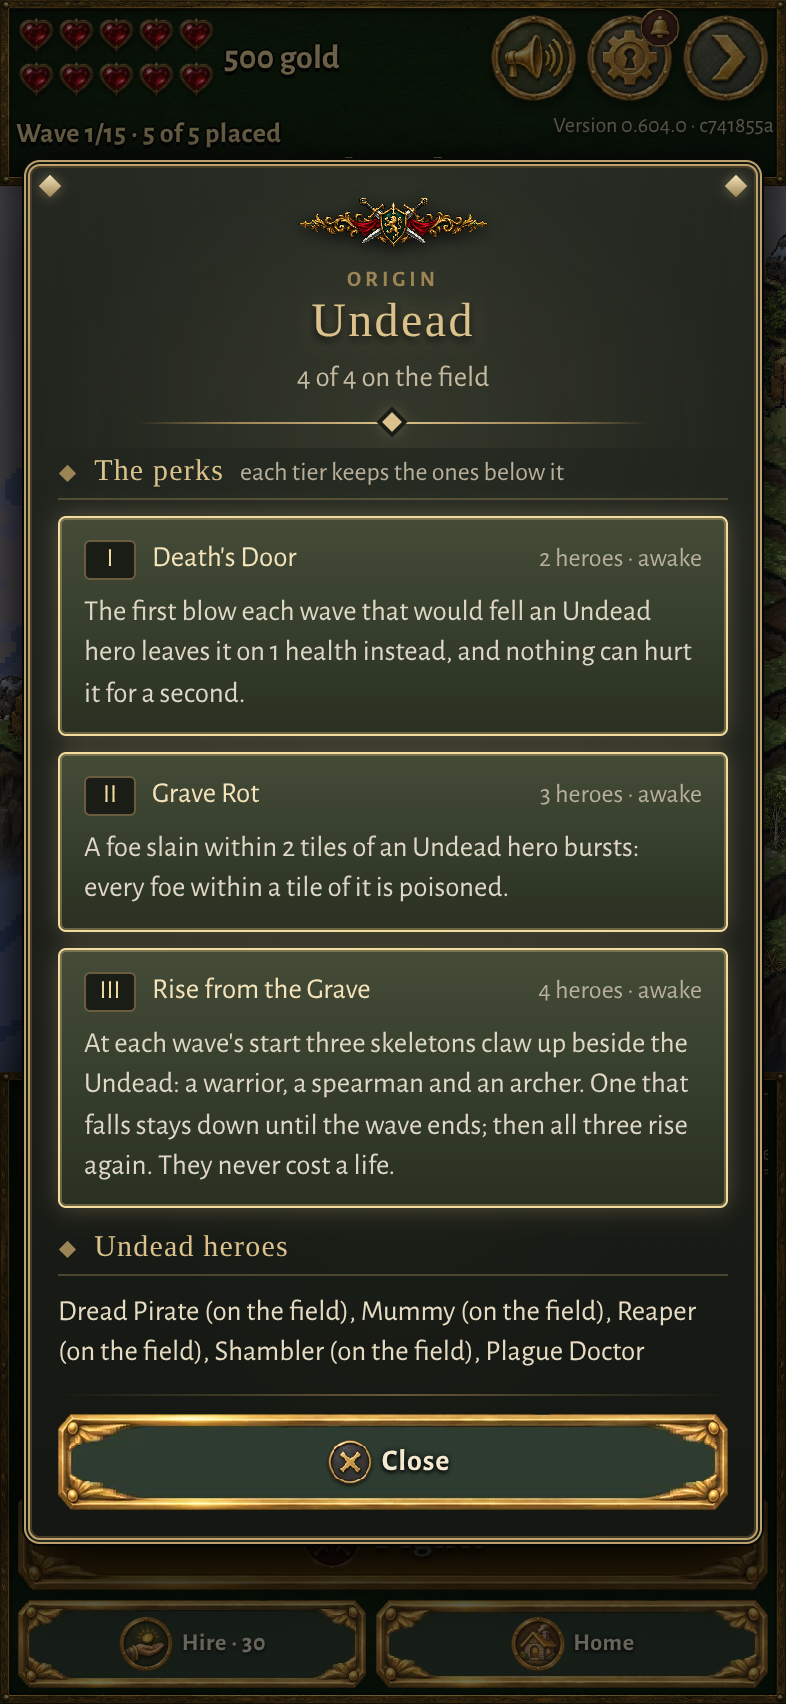 500 gold
Wave 1/15 · 5 of 5 placed
Version 0.604.0 · c741855a
ORIGIN
Undead
4 of 4 on the field
The perks each tier keeps the ones below it
I Death's Door 2 heroes · awake
The first blow each wave that would fell an Undead
hero leaves it on 1 health instead, and nothing can hurt
it for a second.
II Grave Rot 3 heroes · awake
A foe slain within 2 tiles of an Undead hero bursts:
every foe within a tile of it is poisoned.
III Rise from the Grave 4 heroes · awake
At each wave's start three skeletons claw up beside the
Undead: a warrior, a spearman and an archer. One that
falls stays down until the wave ends; then all three rise
again. They never cost a life.
Undead heroes
Dread Pirate (on the field), Mummy (on the field), Reaper
(on the field), Shambler (on the field), Plague Doctor
Close
Hire · 30
Home